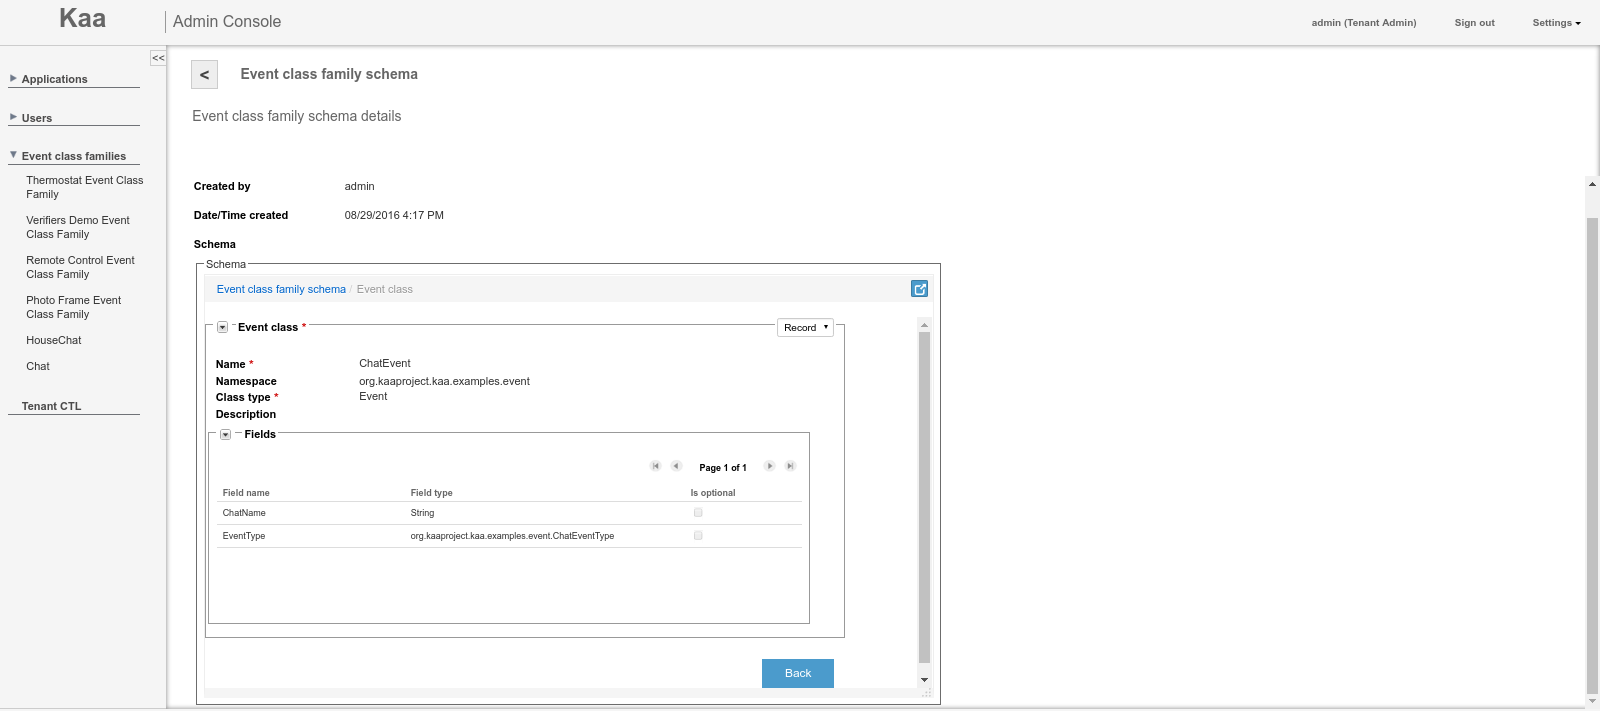 Kaa
Admin Console
admin (Tenant Admin)
Sign out
Settings
<<
Applications
Users
Event class families
Thermostat Event Class
Family
Verifiers Demo Event
Class Family
Remote Control Event
Class Family
Photo Frame Event
Class Family
HouseChat
Chat
Tenant CTL
<
Event class family schema
Event class family schema details
Created by admin
Date/Time created 08/29/2016 4:17 PM
Schema
Schema
Event class family schema / Event class
Event class * Record
Name * ChatEvent
Namespace org.kaaproject.kaa.examples.event
Class type * Event
Description
Fields
Page 1 of 1
Field name Field type Is optional
ChatName String
EventType org.kaaproject.kaa.examples.event.ChatEventType
Back